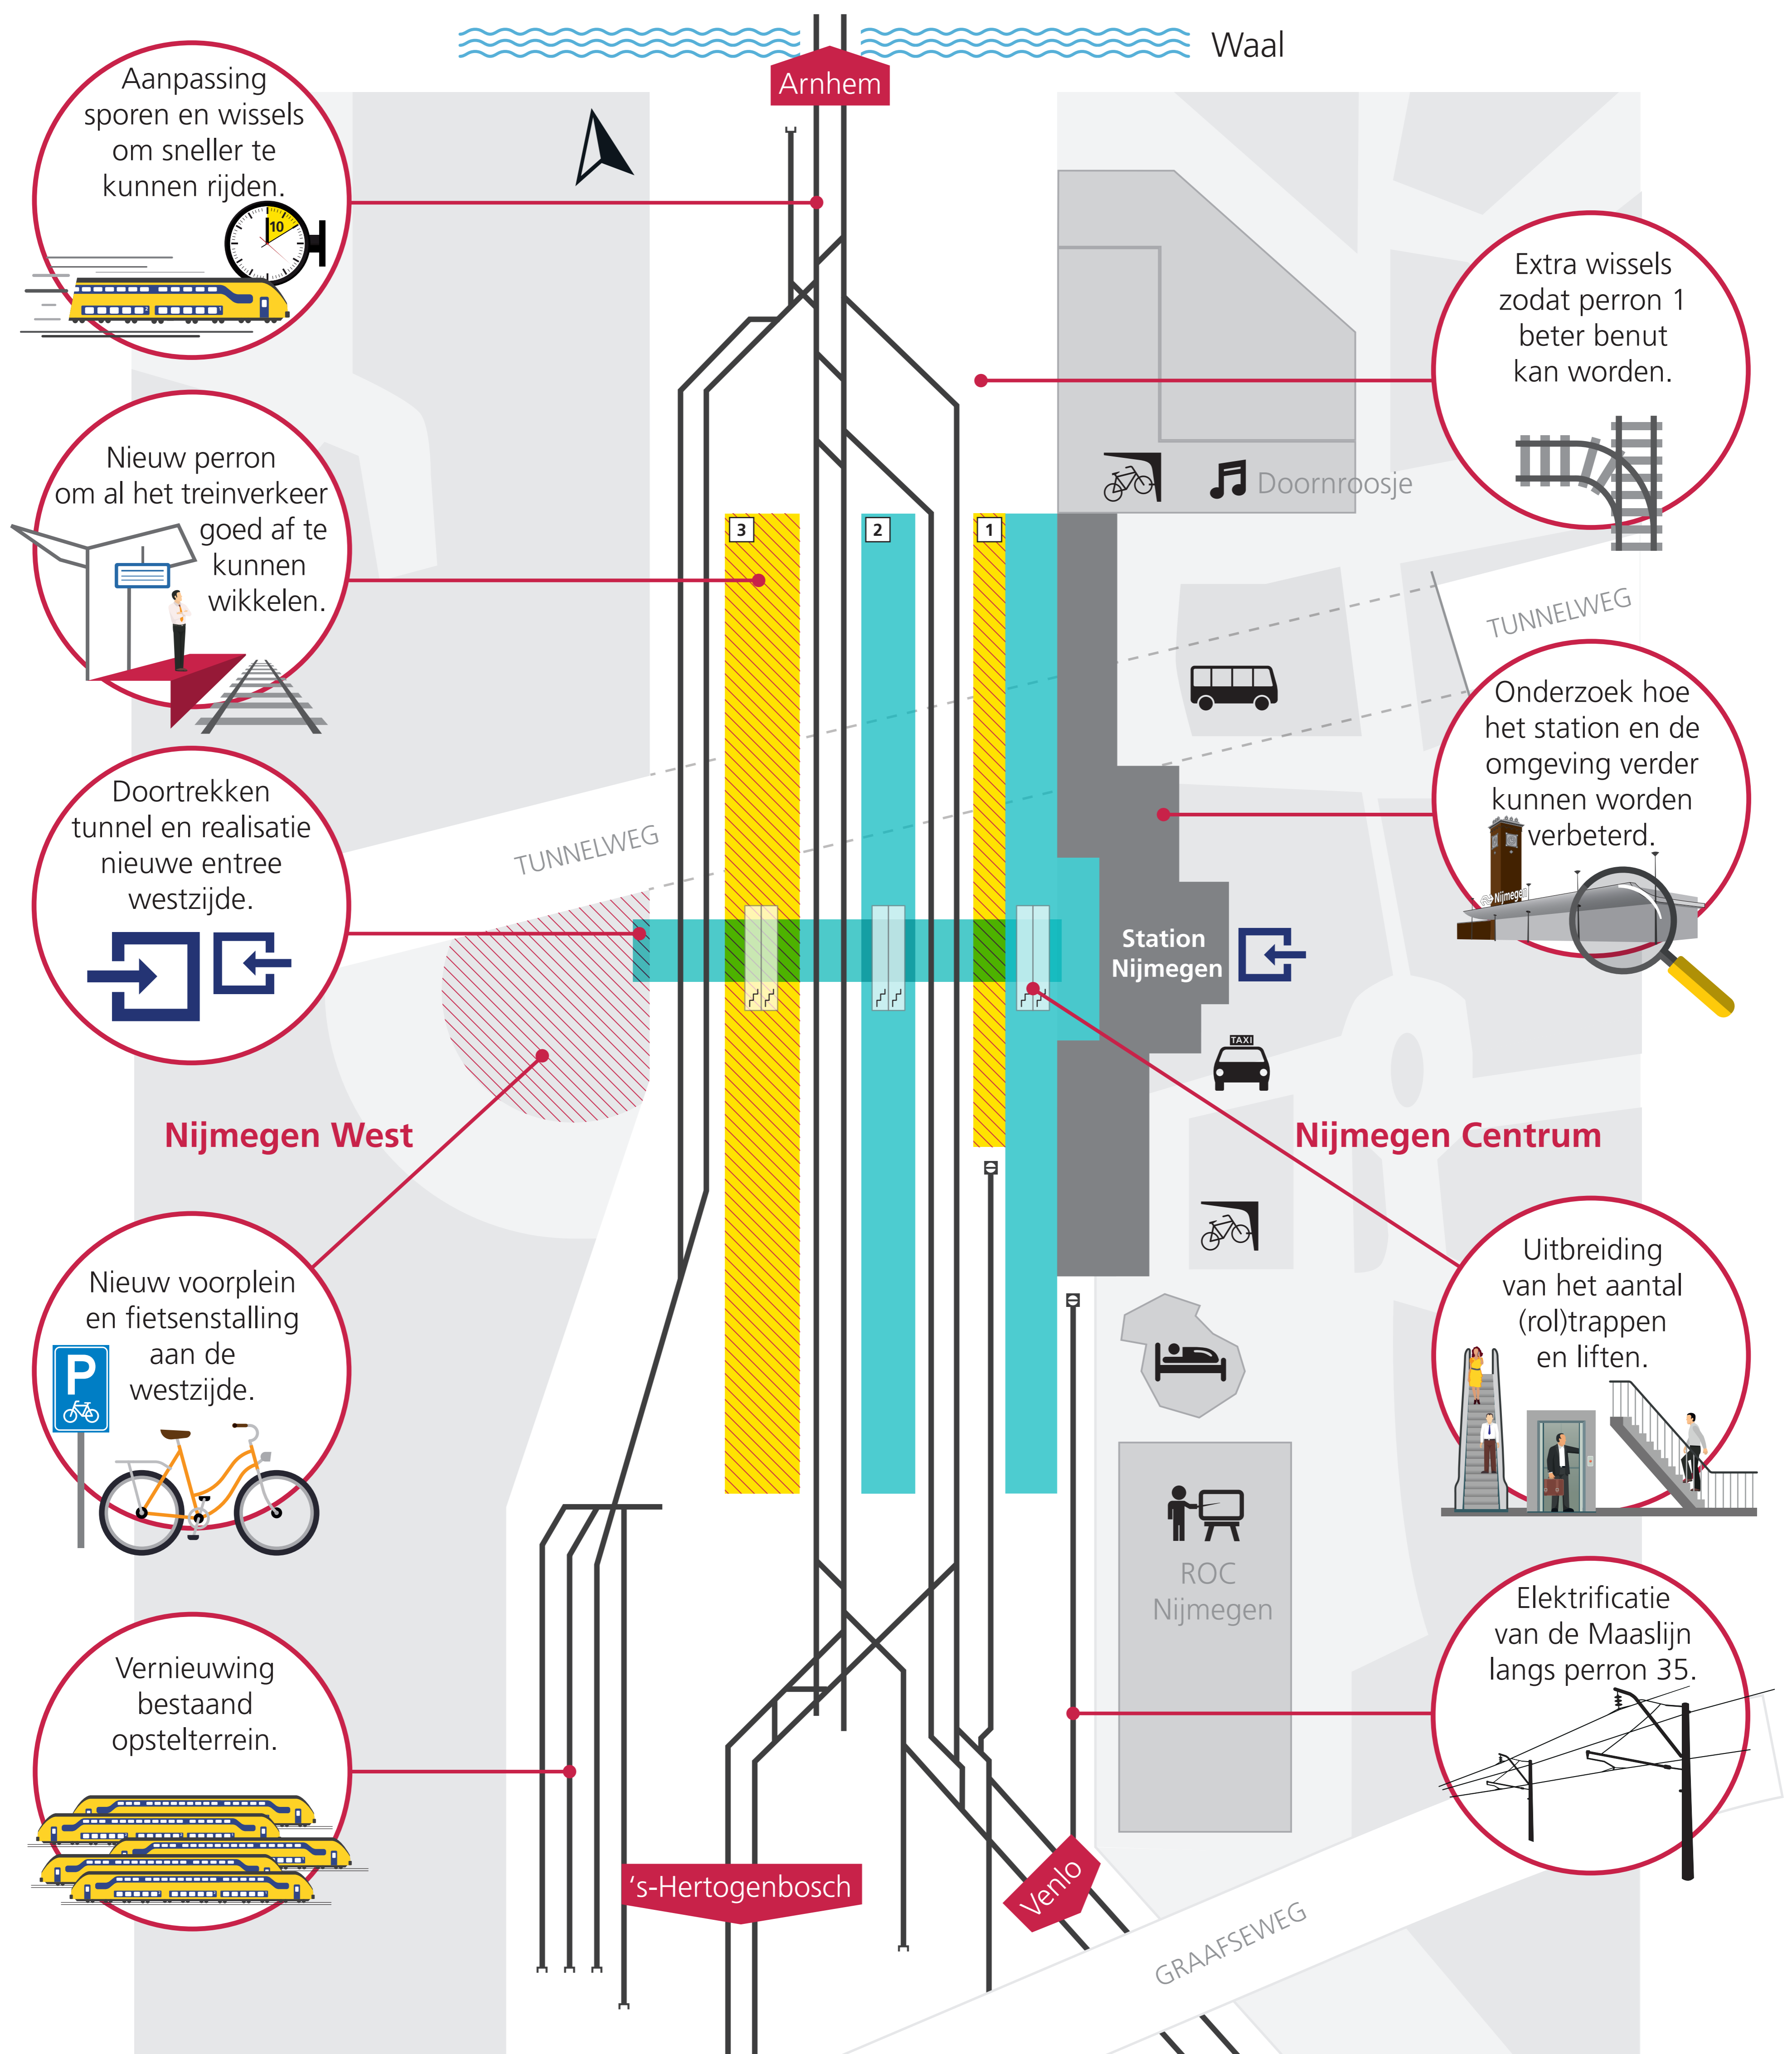 Waal
Arnhem
Aanpassing
sporen en wissels
om sneller te
kunnen rijden.
10
Extra wissels
zodat perron 1
beter benut
kan worden.
Nieuw perron
om al het treinverkeer
goed af te
kunnen
wikkelen.
Doornroosje
3
2
1
TUNNELWEG
Onderzoek hoe
het station en de
omgeving verder
kunnen worden
verbeterd.
Nijmegen
Doortrekken
tunnel en realisatie
nieuwe entree
westzijde.
TUNNELWEG
Station
Nijmegen
TAXI
Nijmegen West
Nijmegen Centrum
Nieuw voorplein
en fietsenstalling
aan de
westzijde.
P
Uitbreiding
van het aantal
(rol)trappen
en liften.
ROC
Nijmegen
Elektrificatie
van de Maaslijn
langs perron 35.
Vernieuwing
bestaand
opstelterrein.
‘s-Hertogenbosch
Venlo
GRAAFSEWEG